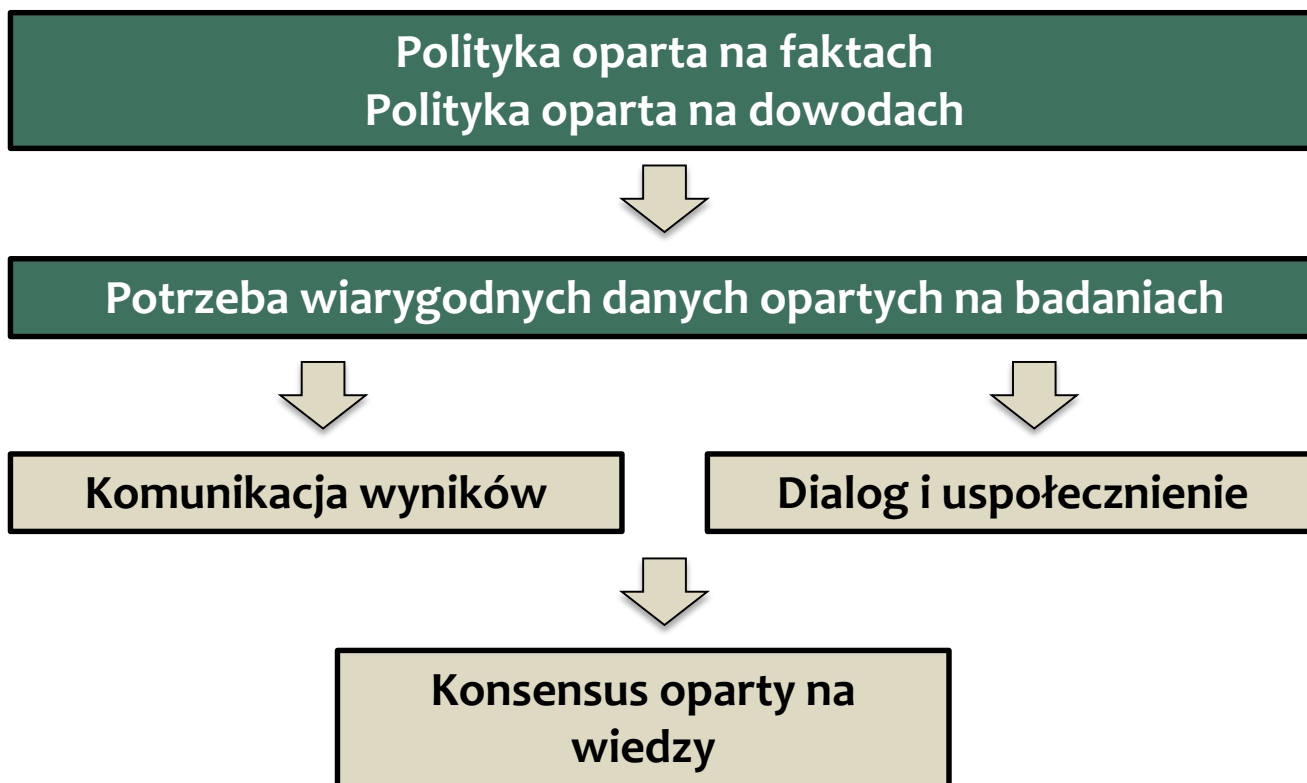 Polityka oparta na faktach
Polityka oparta na dowodach
Potrzeba wiarygodnych danych opartych na badaniach
Komunikacja wyników
Dialog i uspołecznienie
Konsensus oparty na
wiedzy